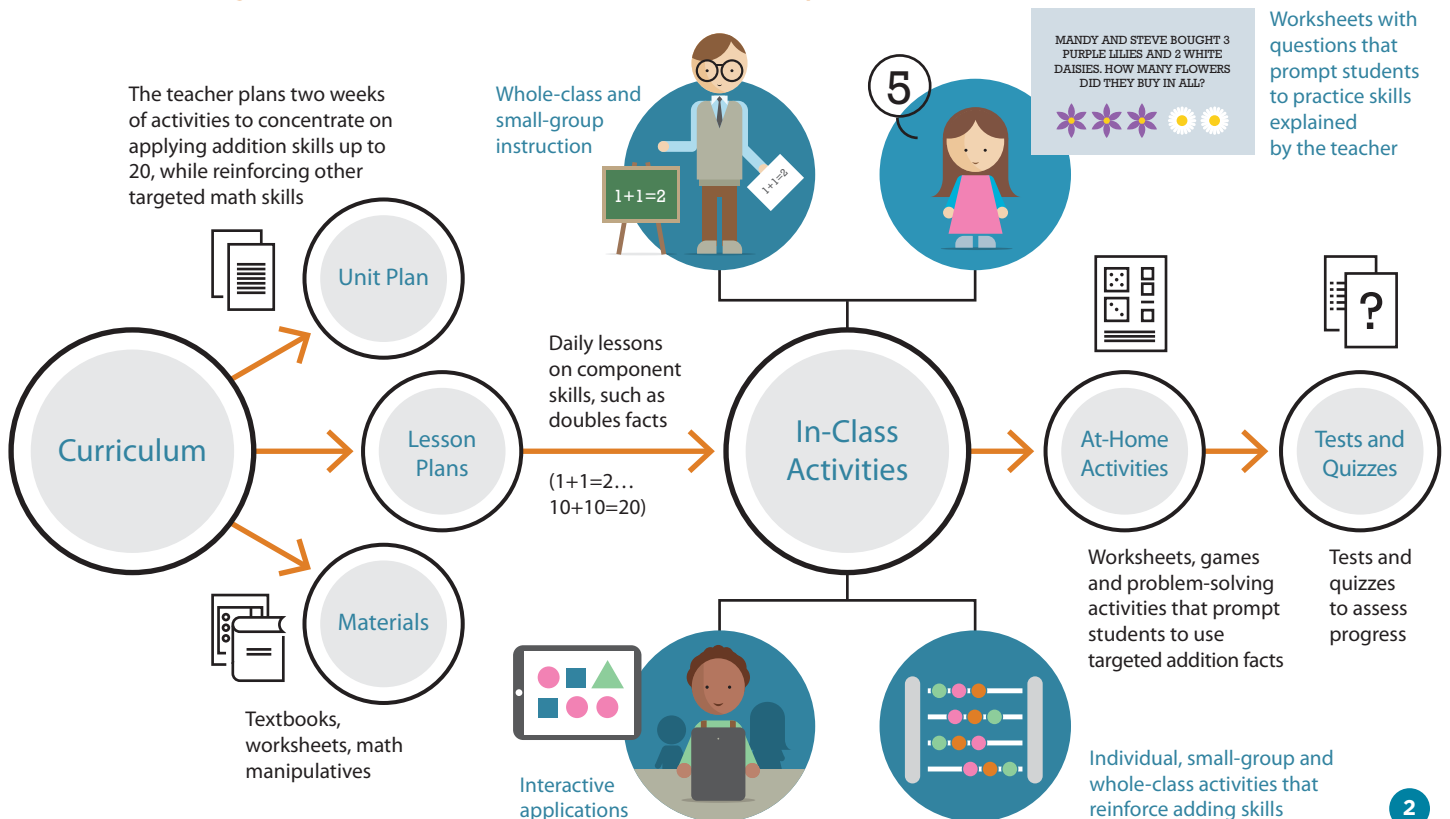 The teacher plans two weeks
of activities to concentrate on
applying addition skills up to
20, while reinforcing other
targeted math skills
Unit Plan
Curriculum
Lesson
Plans
Materials
Textbooks,
worksheets, math
manipulatives
Daily lessons
on component
skills, such as
doubles facts
(1+1=2…
10+10=20)
Whole-class and
small-group
instruction
1+1=2
1+1=2
5
MANDY AND STEVE BOUGHT 3
PURPLE LILIES AND 2 WHITE
DAISIES. HOW MANY FLOWERS
DID THEY BUY IN ALL?
Worksheets with
questions that
prompt students
to practice skills
explained
by the teacher
In-Class
Activities
Interactive
applications
Individual, small-group and
whole-class activities that
reinforce adding skills
At-Home
Activities
Worksheets, games
and problem-solving
activities that prompt
students to use
targeted addition facts
?
Tests and
Quizzes
Tests and
quizzes
to assess
progress
2